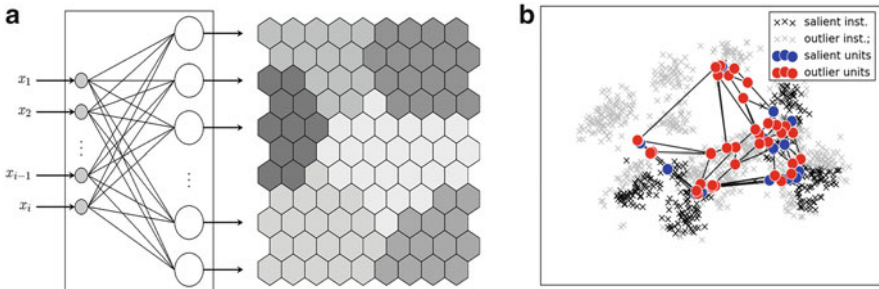 a
x₁
x₂
⋮
xᵢ₋₁
xᵢ
⋮
b
salient inst.
outlier inst.;
salient units
outlier units